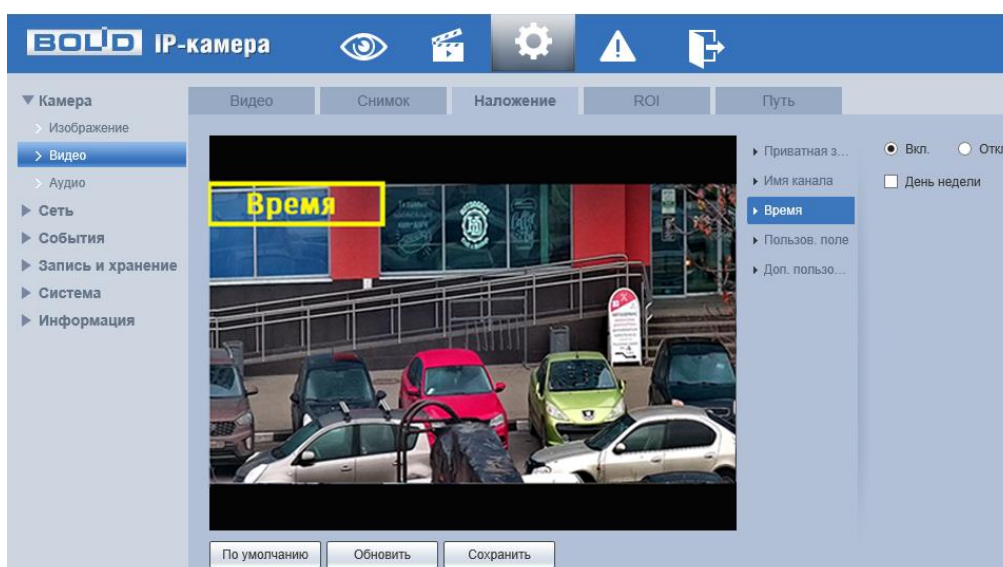 BOLID IP-камера
Камера
Видео
Снимок
Наложение
ROI
Путь
Изображение
Видео
Аудио
Сеть
События
Запись и хранение
Система
Информация
Время
Приватная з...
Имя канала
Время
Пользов. поле
Доп. пользо...
Вкл.
Откл
День недели
По умолчанию
Обновить
Сохранить